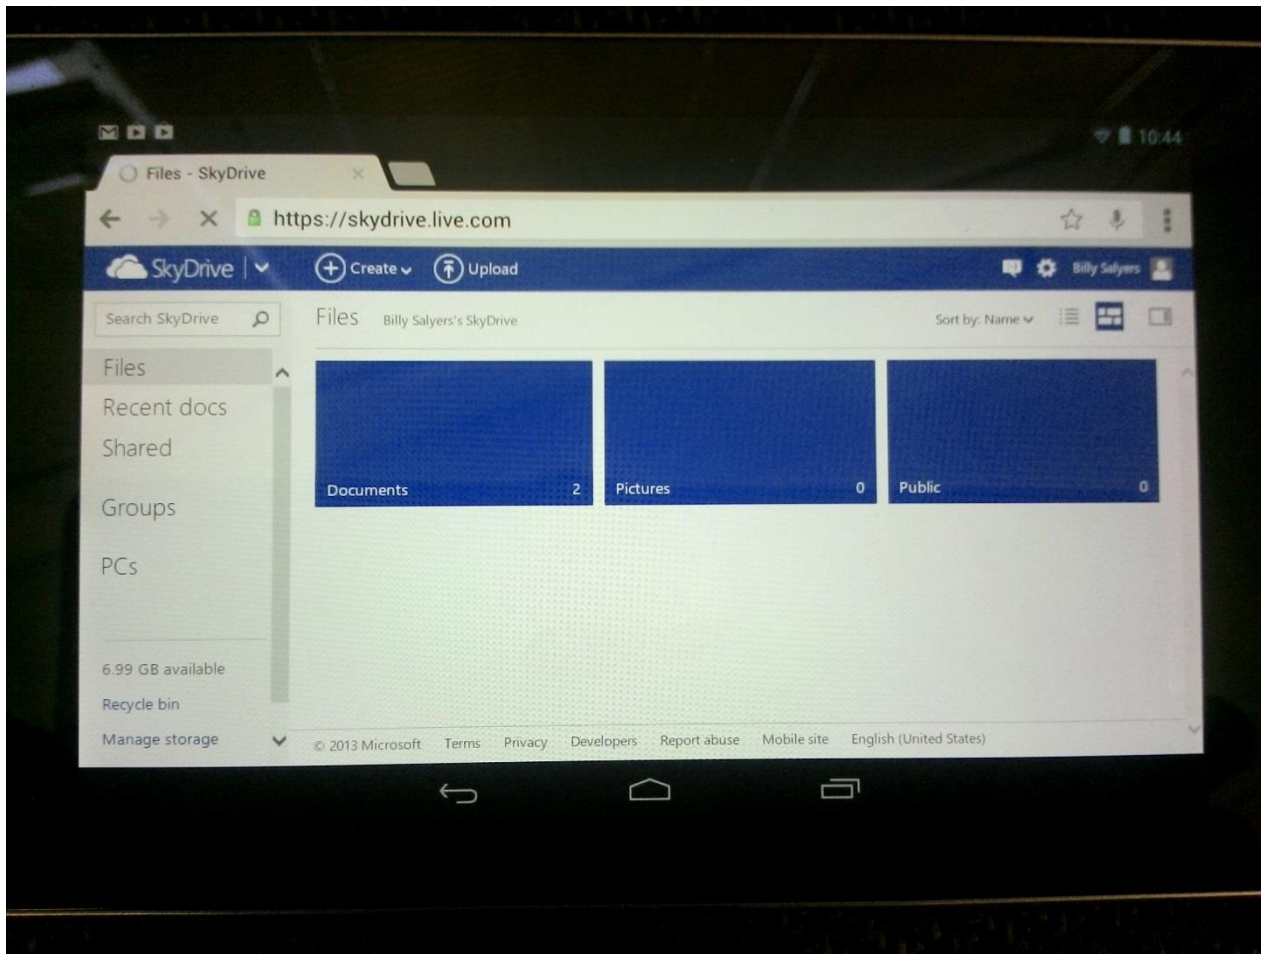 10:44
Files - SkyDrive
https://skydrive.live.com
SkyDrive Create Upload Billy Salyers
Search SkyDrive Files Billy Salyers's SkyDrive Sort by: Name
Files
Recent docs
Shared
Groups
PCs
Documents 2 Pictures 0 Public 0
6.99 GB available
Recycle bin
Manage storage
© 2013 Microsoft Terms Privacy Developers Report abuse Mobile site English (United States)